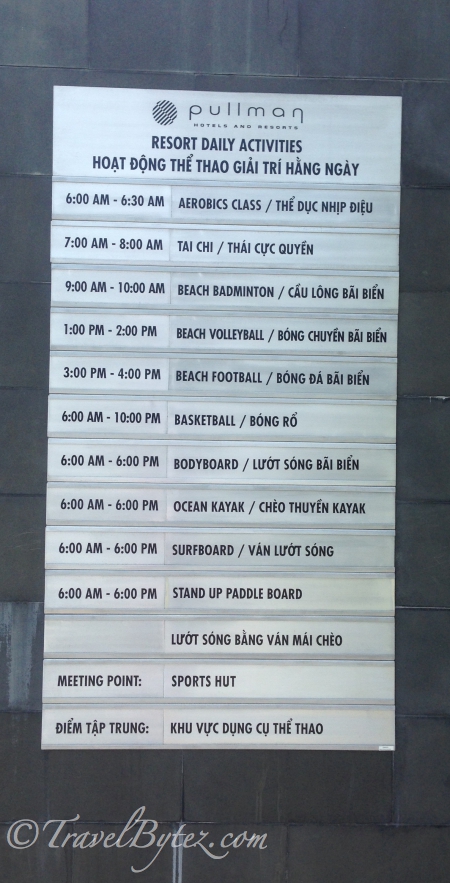 pullman
HOTELS AND RESORTS
RESORT DAILY ACTIVITIES
HOẠT ĐỘNG THỂ THAO GIẢI TRÍ HẰNG NGÀY
6:00 AM - 6:30 AM AEROBICS CLASS / THỂ DỤC NHỊP ĐIỆU
7:00 AM - 8:00 AM TAI CHI / THÁI CỰC QUYỀN
9:00 AM - 10:00 AM BEACH BADMINTON / CẦU LÔNG BÃI BIỂN
1:00 PM - 2:00 PM BEACH VOLLEYBALL / BÓNG CHUYỀN BÃI BIỂN
3:00 PM - 4:00 PM BEACH FOOTBALL / BÓNG ĐÁ BÃI BIỂN
6:00 AM - 10:00 PM BASKETBALL / BÓNG RỔ
6:00 AM - 6:00 PM BODYBOARD / LƯỚT SÓNG BÃI BIỂN
6:00 AM - 6:00 PM OCEAN KAYAK / CHÈO THUYỀN KAYAK
6:00 AM - 6:00 PM SURFBOARD / VÁN LƯỚT SÓNG
6:00 AM - 6:00 PM STAND UP PADDLE BOARD
LƯỚT SÓNG BẰNG VÁN MÁI CHÈO
MEETING POINT: SPORTS HUT
ĐIỂM TẬP TRUNG: KHU VỰC DỤNG CỤ THỂ THAO
© TravelBytez.com